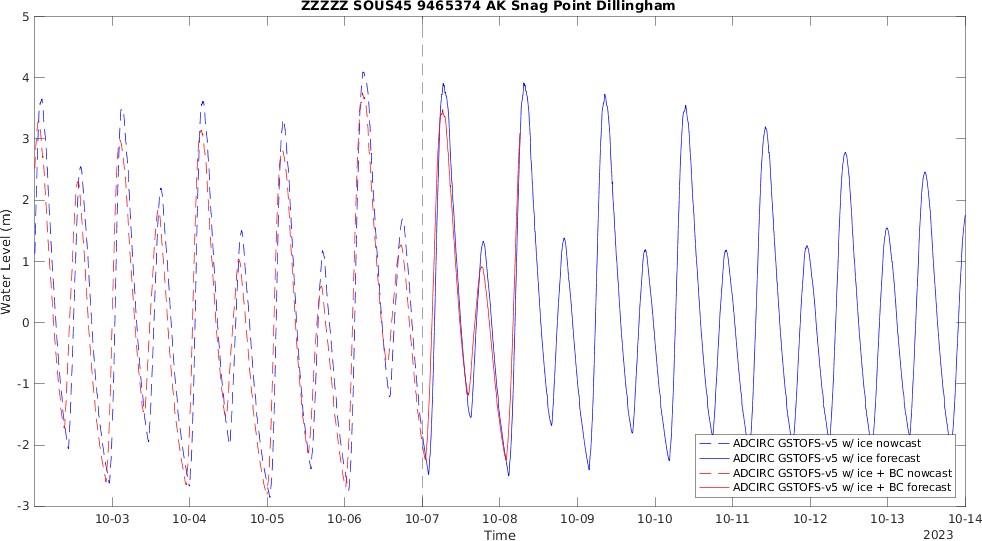 ZZZZZ SOUS45 9465374 AK Snag Point Dillingham
5
4
3
2
1
0
-1
-2
-3
Water Level (m)
10-03 10-04 10-05 10-06 10-07 10-08 10-09 10-10 10-11 10-12 10-13 10-14
Time
2023
ADCIRC GSTOFS-v5 w/ ice nowcast
ADCIRC GSTOFS-v5 w/ ice forecast
ADCIRC GSTOFS-v5 w/ ice + BC nowcast
ADCIRC GSTOFS-v5 w/ ice + BC forecast